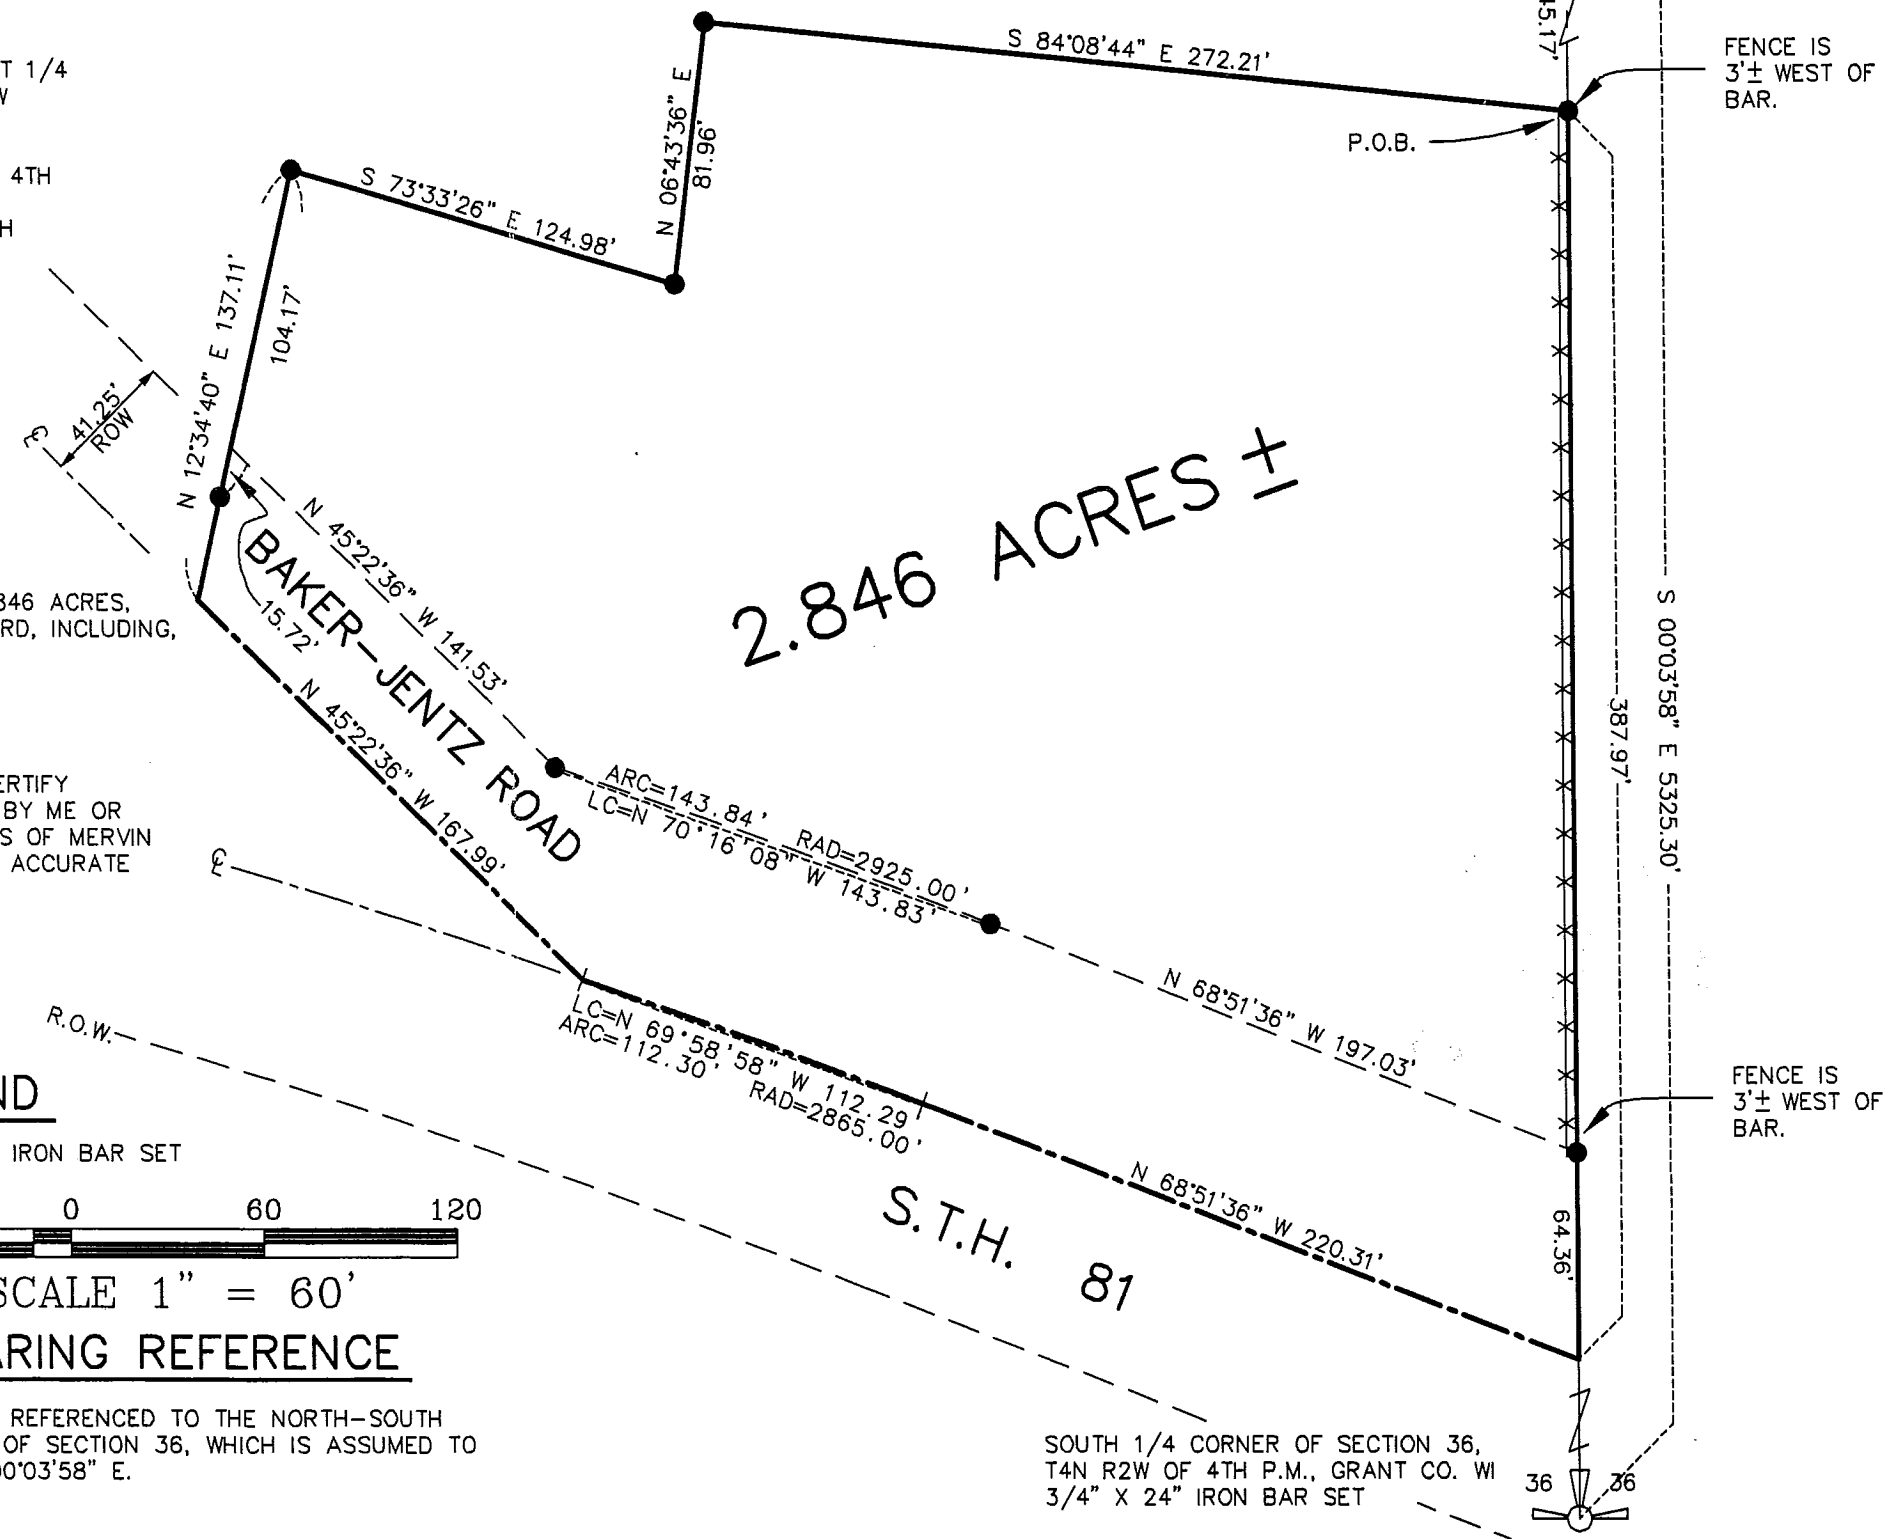 T 1/4
W
4TH
H
S 84°08'44" E 272.21'
45.17'
FENCE IS
3'± WEST OF
BAR.
P.O.B.
N 06°43'36" E
81.96'
S 73°33'26" E 124.98'
N 12°34'40" E 137.11'
104.17'
41.25'
ROW
℄
N 45°22'36" W 141.53'
BAKER-JENTZ ROAD
15.72'
N 45°22'36" W 167.99'
2.846 ACRES ±
S 00°03'58" E 5325.30'
387.97'
346 ACRES,
RD, INCLUDING,
ERTIFY
BY ME OR
S OF MERVIN
ACCURATE
ARC=143.84' RAD=2925.00'
LC=N 70°16'08" W 143.83'
℄
R.O.W.
LC=N 69°58'58" W 112.29
ARC=112.30' RAD=2865.00'
N 68°51'36" W 197.03'
N 68°51'36" W 220.31'
FENCE IS
3'± WEST OF
BAR.
64.36'
S.T.H. 81
ND
IRON BAR SET
0 60 120
SCALE 1" = 60'
ARING REFERENCE
REFERENCED TO THE NORTH-SOUTH
OF SECTION 36, WHICH IS ASSUMED TO
00°03'58" E.
SOUTH 1/4 CORNER OF SECTION 36,
T4N R2W OF 4TH P.M., GRANT CO. WI
3/4" X 24" IRON BAR SET
36 36